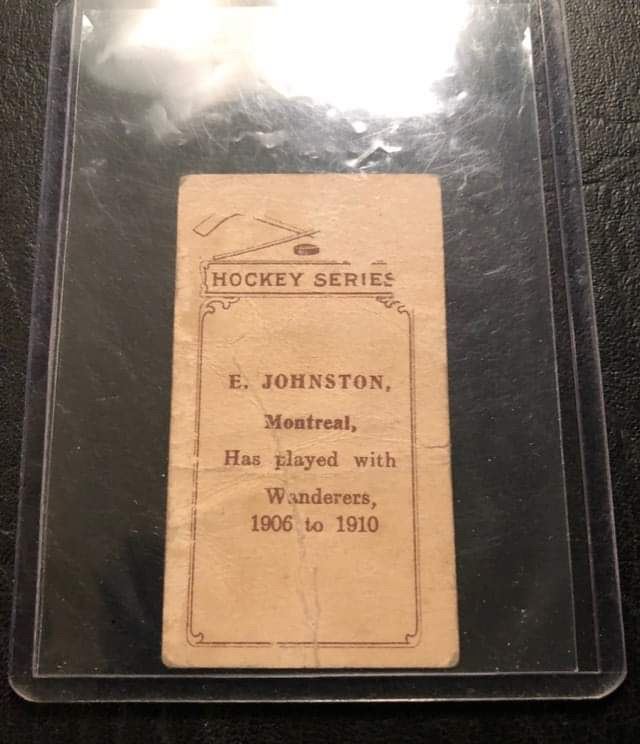 HOCKEY SERIES
E. JOHNSTON,
Montreal,
Has played with
Wanderers,
1906 to 1910